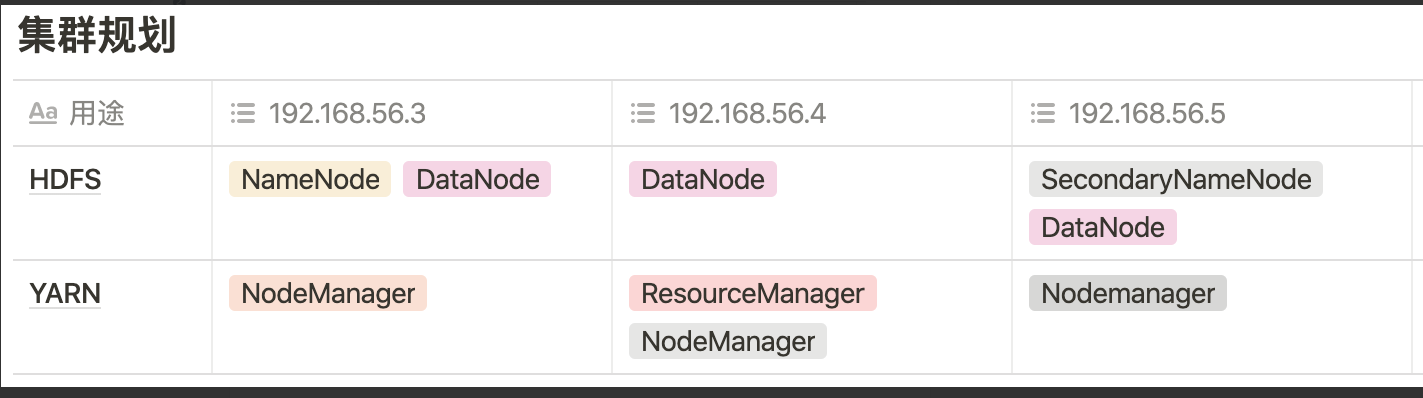 集群规划
Aa 用途 192.168.56.3 192.168.56.4 192.168.56.5
HDFS NameNode DataNode DataNode SecondaryNameNode
DataNode
YARN NodeManager ResourceManager Nodemanager
NodeManager